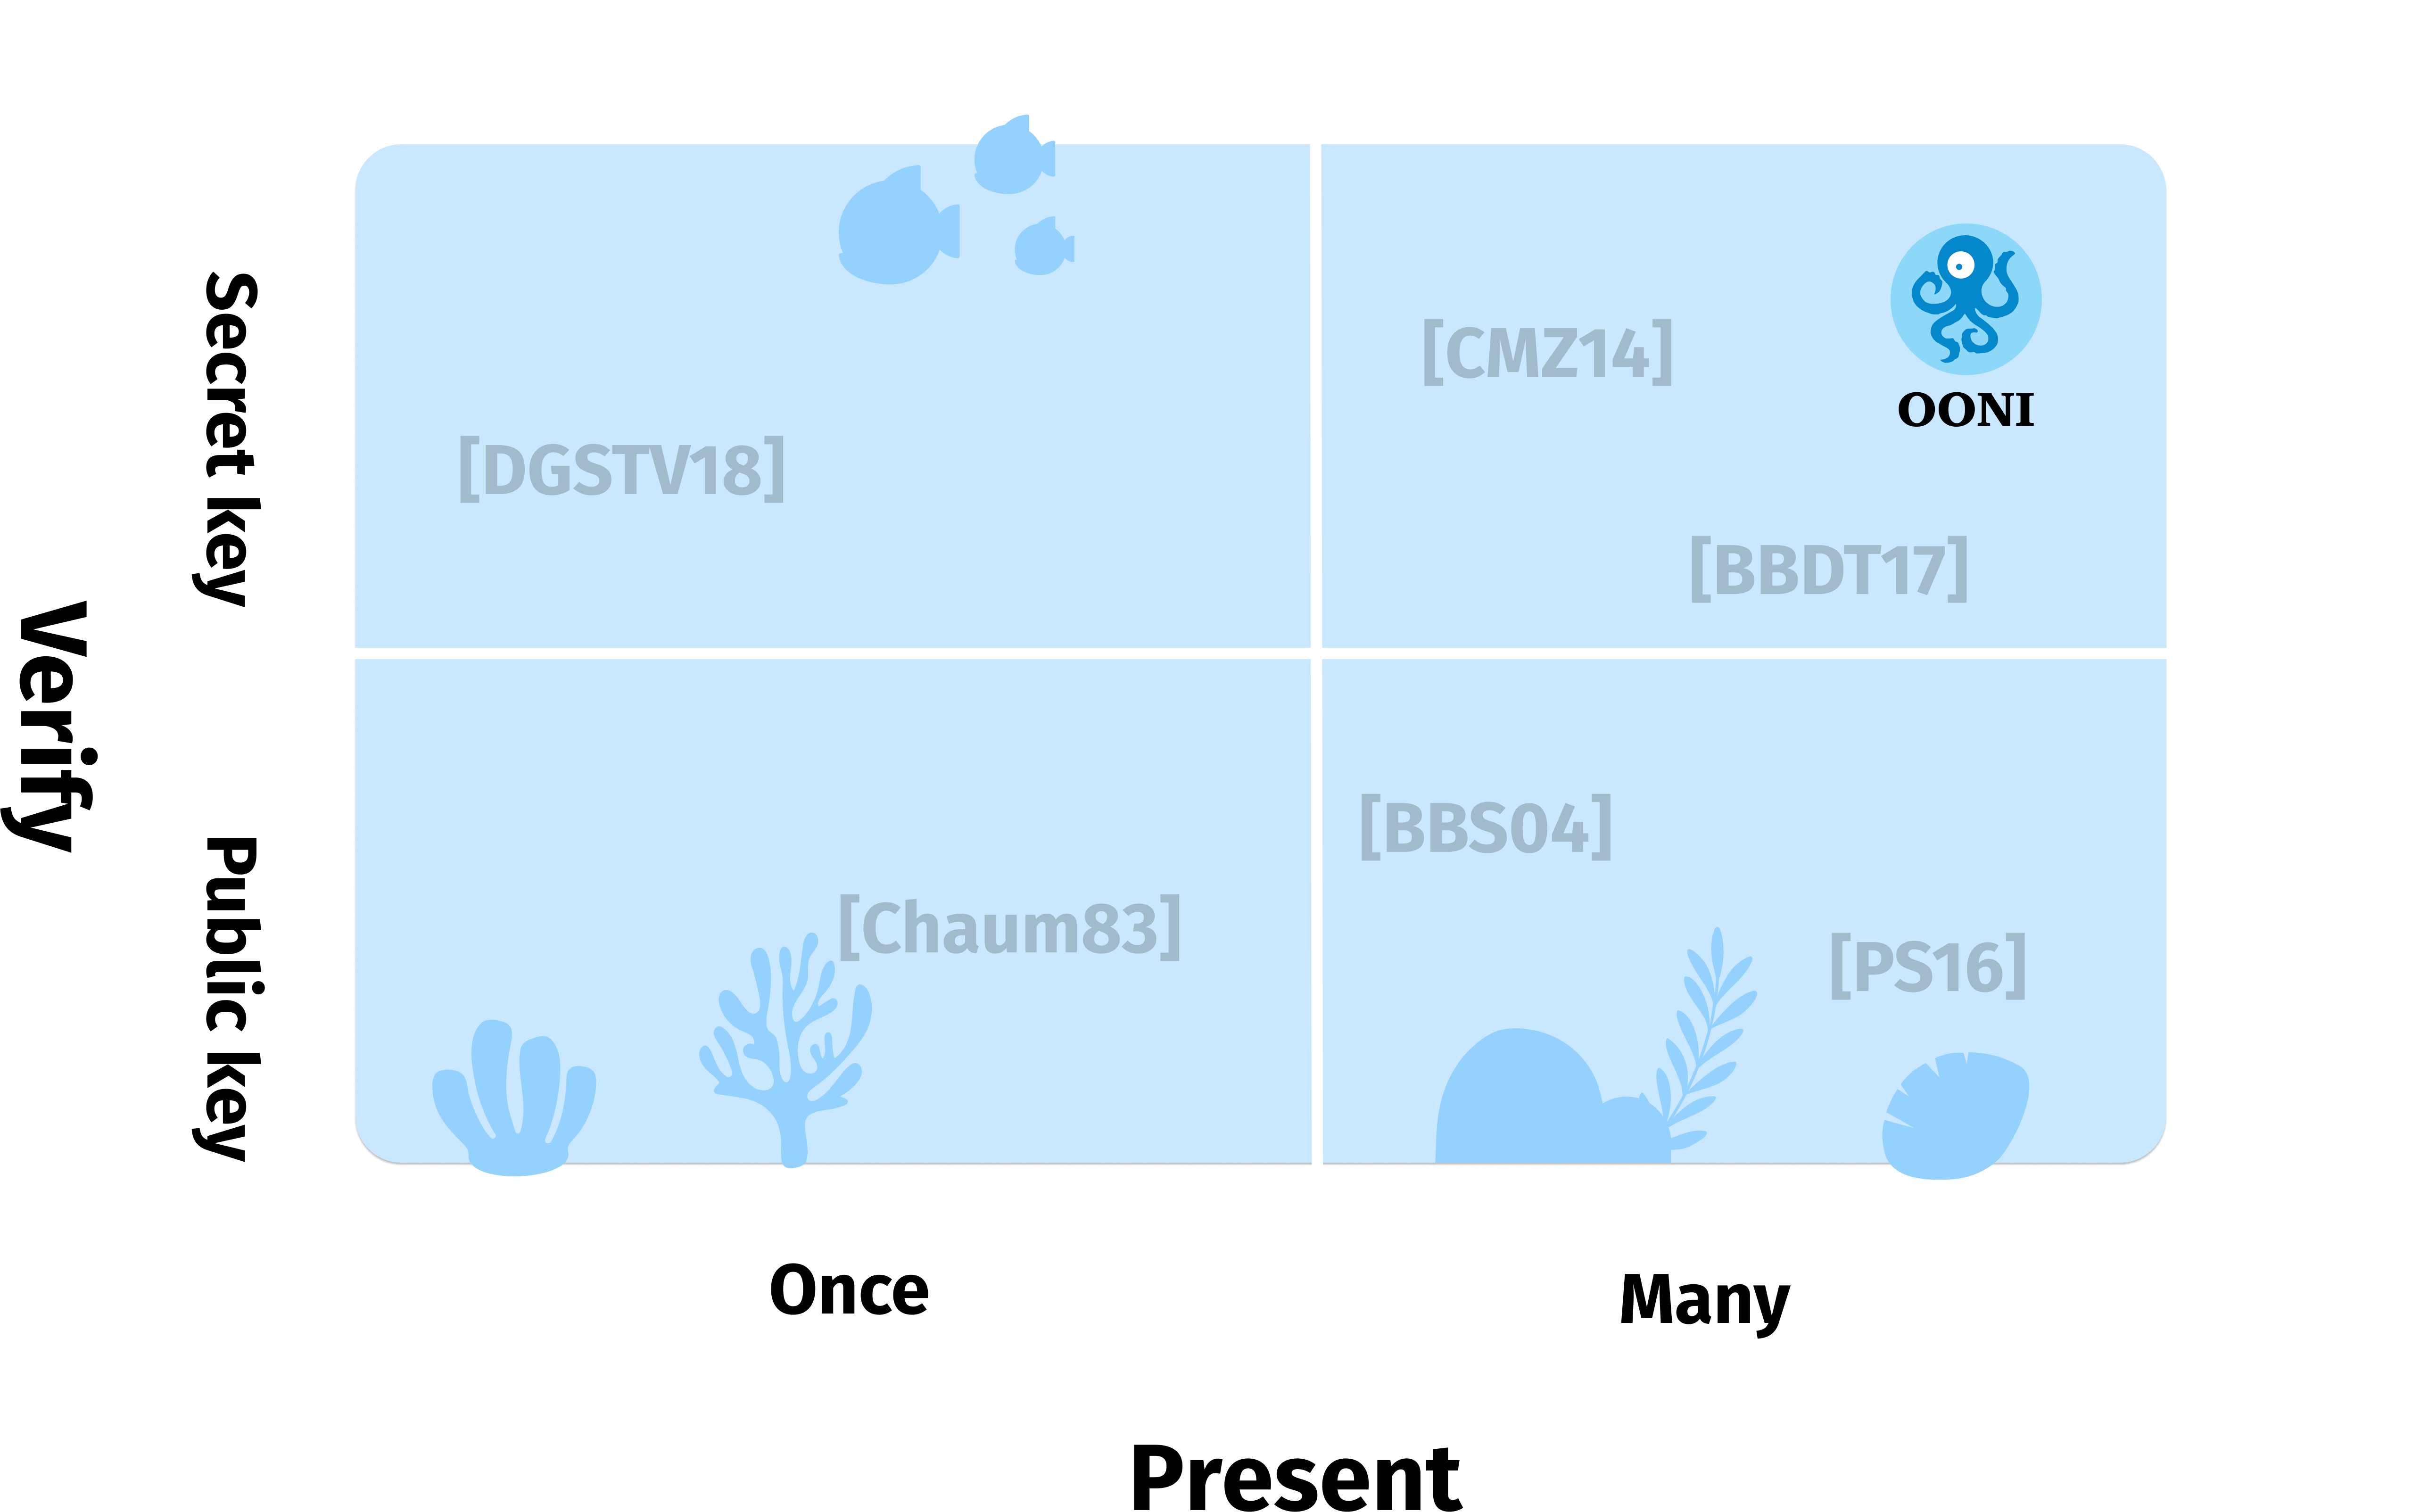 Verify
Secret key
Public key
[DGSTV18]
[CMZ14]
OONI
[BBDT17]
[Chaum83]
[BBS04]
[PS16]
Once
Many
Present